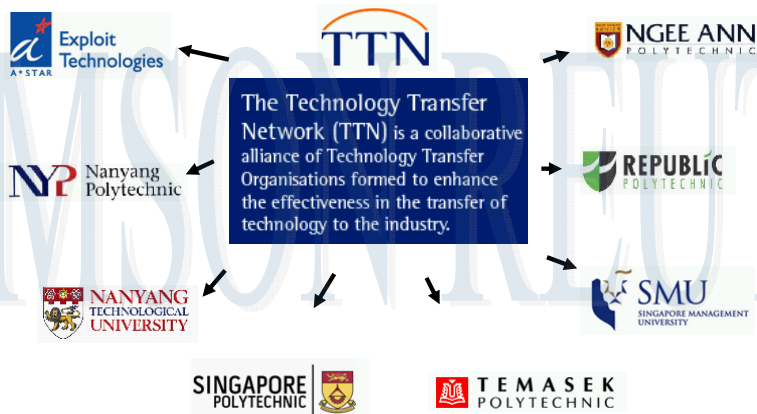 a*
A*STAR
Exploit
Technologies
TTN
NGEE ANN
POLYTECHNIC
The Technology Transfer
Network (TTN) is a collaborative
alliance of Technology Transfer
Organisations formed to enhance
the effectiveness in the transfer of
technology to the industry.
NYP Nanyang
Polytechnic
REPUBLIC
POLYTECHNIC
NANYANG
TECHNOLOGICAL
UNIVERSITY
SMU
SINGAPORE MANAGEMENT
UNIVERSITY
SINGAPORE
POLYTECHNIC
TEMASEK
POLYTECHNIC
MSON REUT